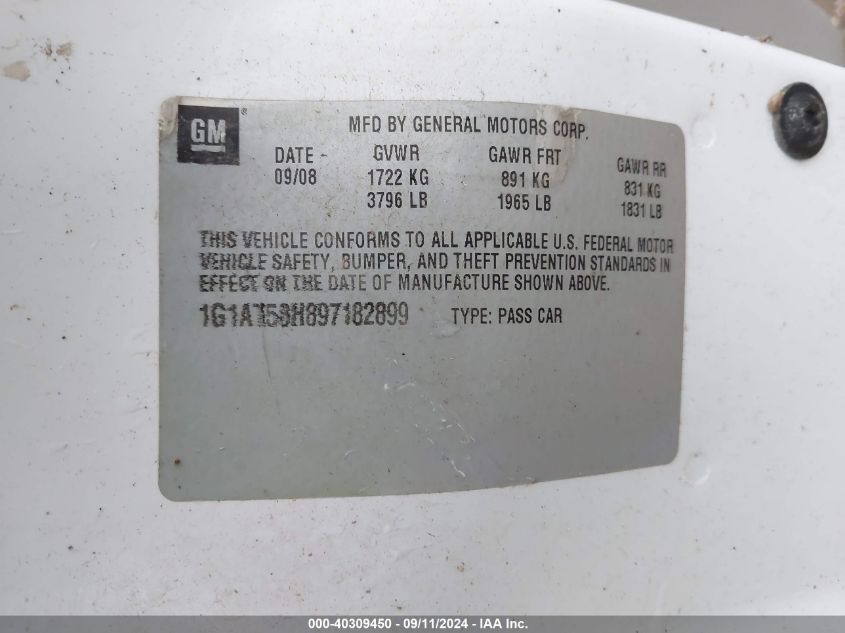 GM®
MFD BY GENERAL MOTORS CORP.
DATE GVWR GAWR FRT GAWR RR
09/08 1722 KG 891 KG 831 KG
3796 LB 1965 LB 1831 LB
THIS VEHICLE CONFORMS TO ALL APPLICABLE U.S. FEDERAL MOTOR
VEHICLE SAFETY, BUMPER, AND THEFT PREVENTION STANDARDS IN
EFFECT ON THE DATE OF MANUFACTURE SHOWN ABOVE.
1G1AT58H897182899 TYPE: PASS CAR
000-40309450 - 09/11/2024 - IAA Inc.